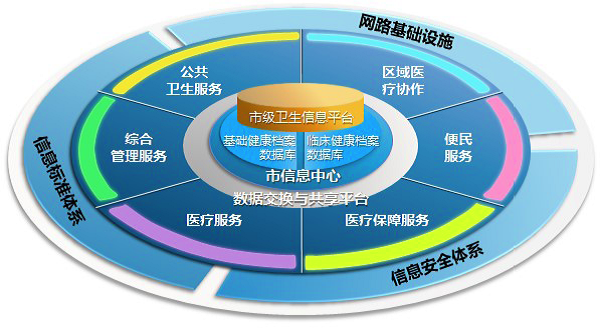 网路基础设施
公共
卫生服务
区域医
疗协作
市级卫生信息平台
综合
管理服务
基础健康档案
数据库
临床健康档案
数据库
便民
服务
市信息中心
数据交换与共享平台
医疗服务
医疗保障服务
信息标准体系
信息安全体系